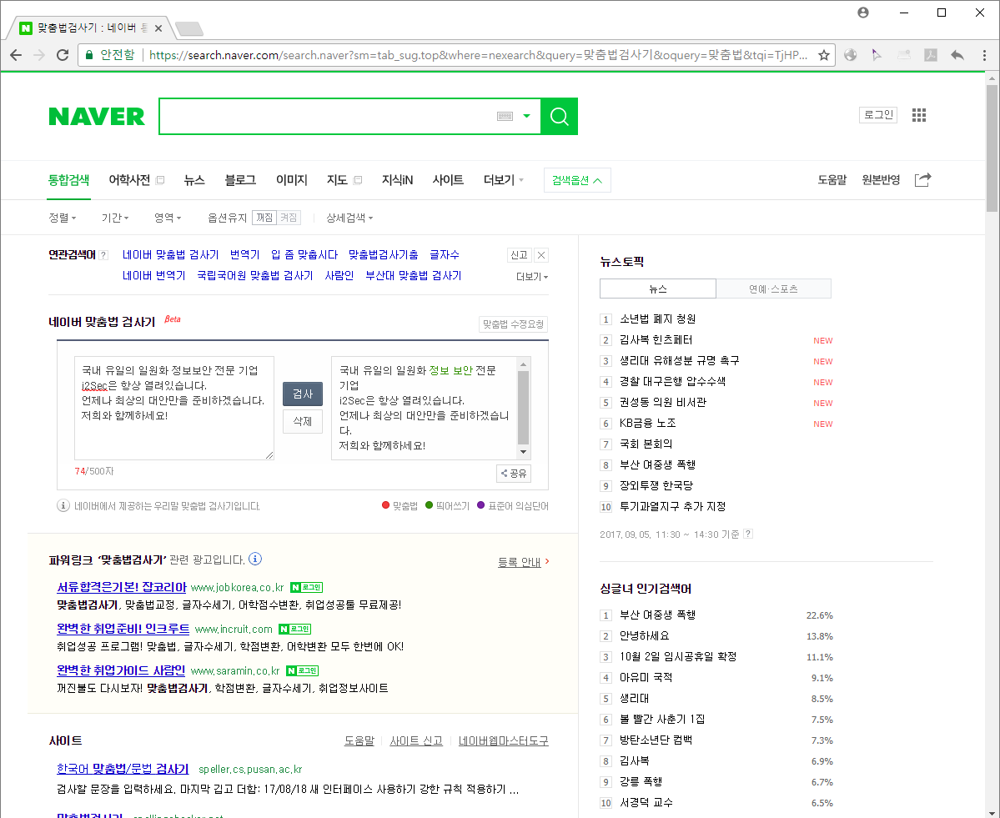 맞춤법검사기 : 네이버 통
안전함
https://search.naver.com/search.naver?sm=tab_sug.top&where=nexearch&query=맞춤법검사기&oquery=맞춤법&tqi=TjHP...
NAVER
로그인
통합검색 어학사전 뉴스 블로그 이미지 지도 지식iN 사이트 더보기 검색옵션 도움말 원본반영
정렬 기간 영역 옵션유지 꺼짐 켜짐 상세검색
연관검색어 ? 네이버 맞춤법 검사기 번역기 입 좀 맞춥시다 맞춤법검사기춤 글자수 신고
네이버 번역기 국립국어원 맞춤법 검사기 사람인 부산대 맞춤법 검사기 더보기
네이버 맞춤법 검사기 Beta 맞춤법 수정요청
국내 유일의 일원화 정보보안 전문 기업
i2Sec은 항상 열려있습니다.
언제나 최상의 대안만을 준비하겠습니다.
저희와 함께하세요!
검사
삭제
국내 유일의 일원화 정보 보안 전문
기업
i2Sec은 항상 열려있습니다.
언제나 최상의 대안만을 준비하겠습니
다.
저희와 함께하세요!
74/500자
공유
네이버에서 제공하는 우리말 맞춤법 검사기입니다. 맞춤법 띄어쓰기 표준어 의심단어
파워링크 '맞춤법검사기' 관련 광고입니다. 등록 안내
서류합격은기본! 잡코리아 www.jobkorea.co.kr N 로그인
맞춤법검사기, 맞춤법교정, 글자수세기, 어학점수변환, 취업성공툴 무료제공!
완벽한 취업준비! 인크루트 www.incruit.com N 로그인
취업성공 프로그램! 맞춤법, 글자수세기, 학점변환, 어학변환 모두 한번에 OK!
완벽한 취업가이드 사람인 www.saramin.co.kr N 로그인
꺼진불도 다시보자! 맞춤법검사기, 학점변환, 글자수세기, 취업정보사이트
사이트 도움말 사이트 신고 네이버웹마스터도구
한국어 맞춤법/문법 검사기 speller.cs.pusan.ac.kr
검사할 문장을 입력하세요. 마지막 깁고 더함: 17/08/18 새 인터페이스 사용하기 강한 규칙 적용하기 ...
뉴스토픽
뉴스 연예·스포츠
1 소년법 폐지 청원
2 김사복 힌츠페터 NEW
3 생리대 유해성분 규명 촉구 NEW
4 경찰 대구은행 압수수색 NEW
5 권성동 의원 비서관 NEW
6 KB금융 노조 NEW
7 국회 본회의
8 부산 여중생 폭행
9 장외투쟁 한국당
10 투기과열지구 추가 지정
2017.09.05. 11:30 ~ 14:30 기준 ?
싱글녀 인기검색어
1 부산 여중생 폭행 22.6%
2 안녕하세요 13.8%
3 10월 2일 임시공휴일 확정 11.1%
4 아유미 국적 9.1%
5 생리대 8.5%
6 볼 빨간 사춘기 1집 7.5%
7 방탄소년단 컴백 7.3%
8 김사복 6.9%
9 강릉 폭행 6.7%
10 서경덕 교수 6.5%